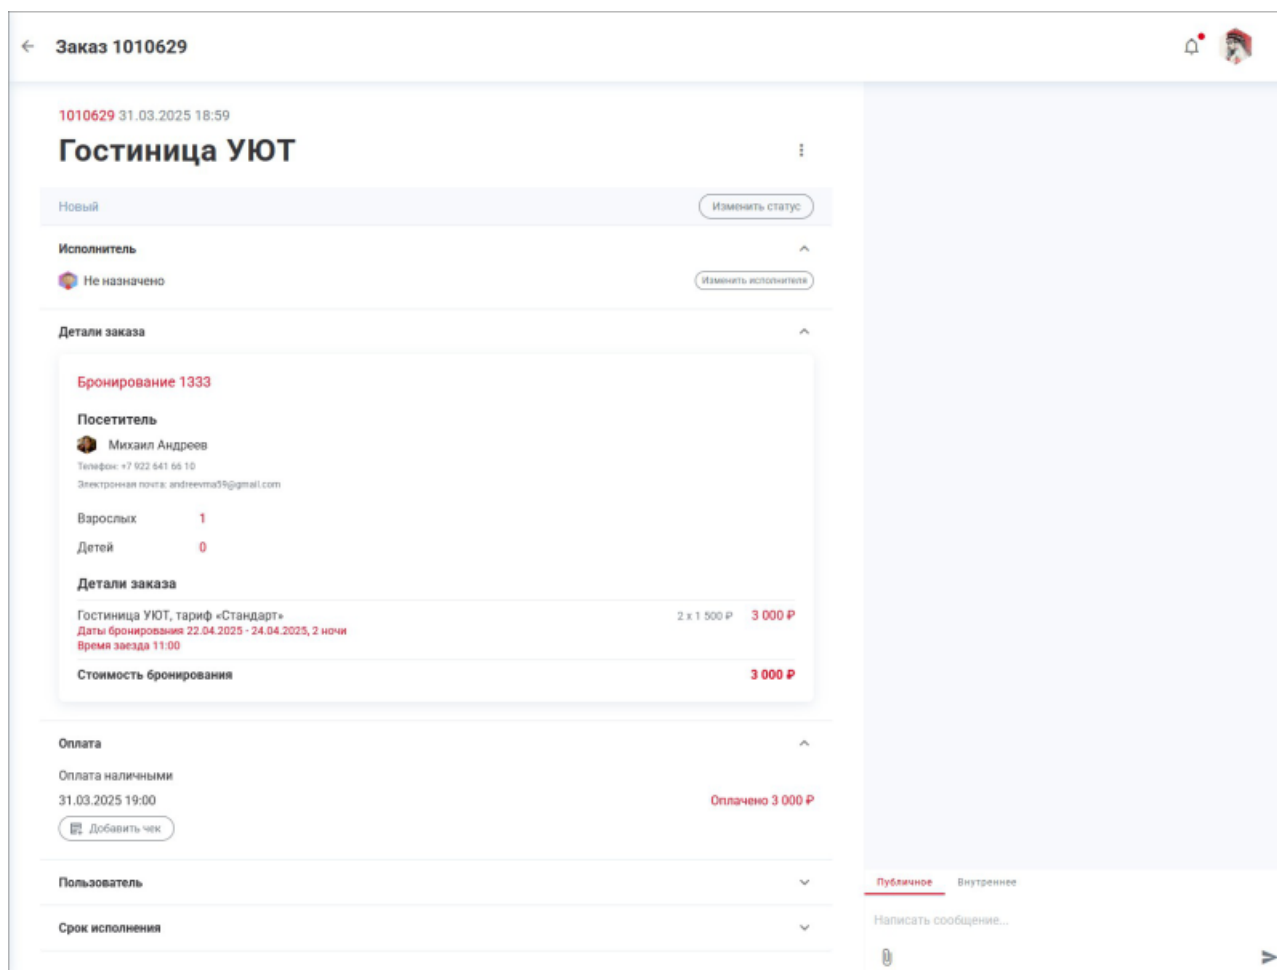 Заказ 1010629
1010629 31.03.2025 18:59
Гостиница УЮТ
Новый
Изменить статус
Исполнитель
Не назначено
Изменить исполнителя
Детали заказа
Бронирование 1333
Посетитель
Михаил Андреев
Телефон: +7 922 641 66 10
Электронная почта: andreevma59@gmail.com
Взрослых 1
Детей 0
Детали заказа
Гостиница УЮТ, тариф «Стандарт» 2 x 1 500 ₽ 3 000 ₽
Даты бронирования 22.04.2025 - 24.04.2025, 2 ночи
Время заезда 11:00
Стоимость бронирования 3 000 ₽
Оплата
Оплата наличными
31.03.2025 19:00 Оплачено 3 000 ₽
Добавить чек
Пользователь
Срок исполнения
Публичное Внутреннее
Написать сообщение...